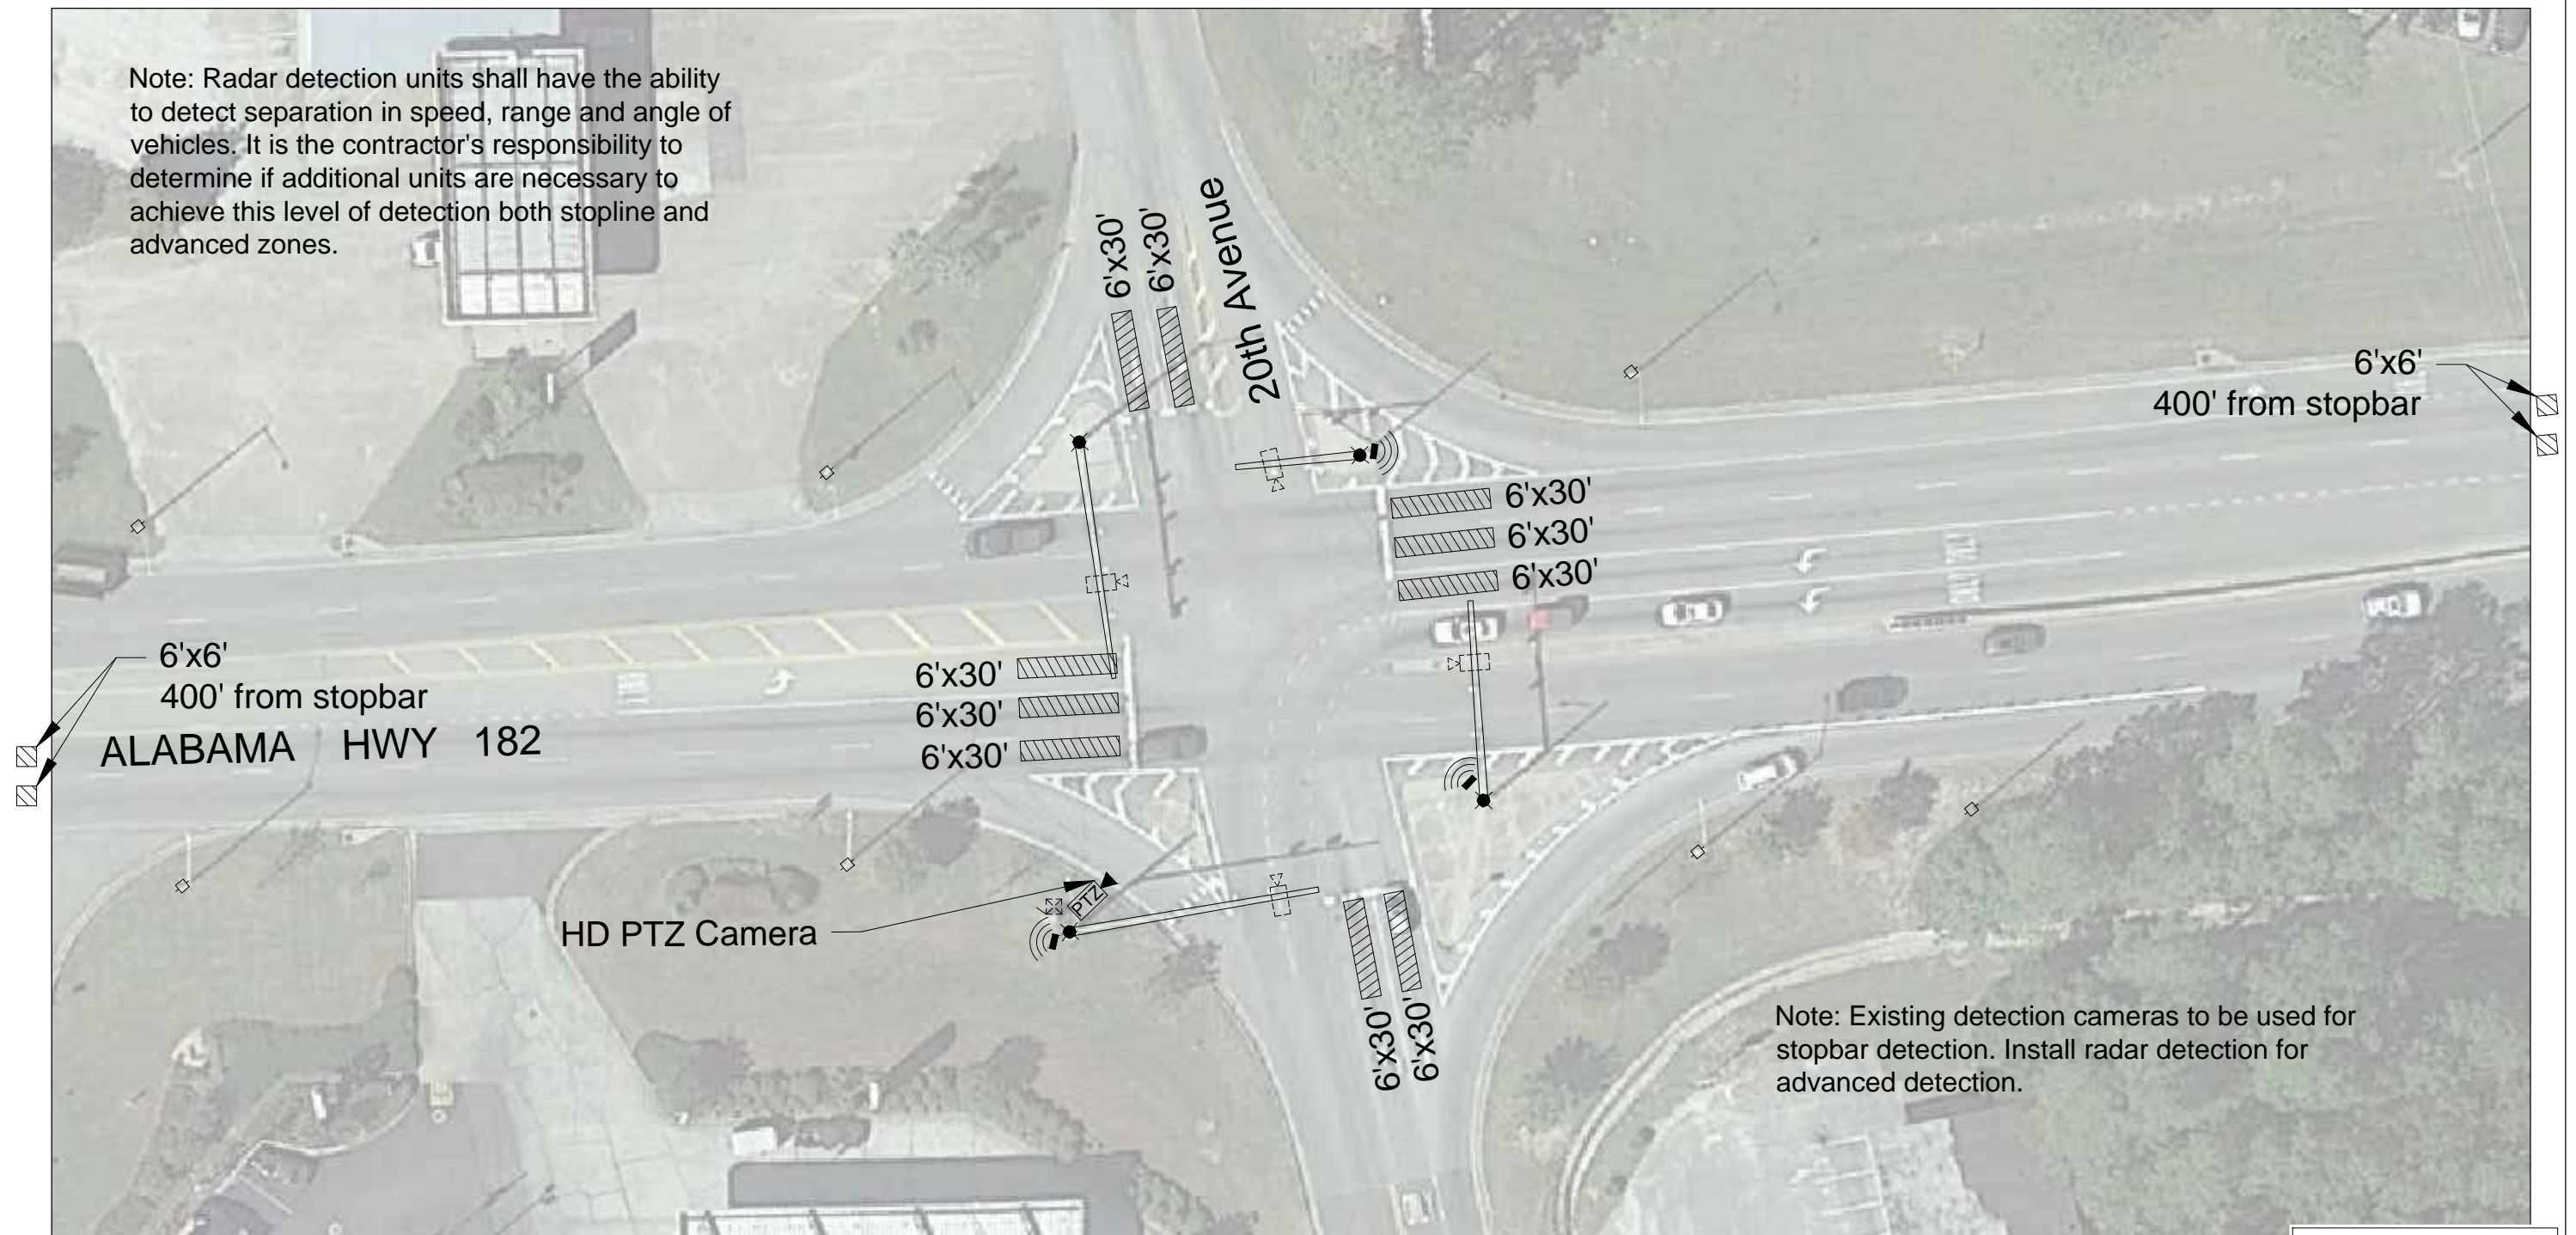 Note: Radar detection units shall have the ability
to detect separation in speed, range and angle of
vehicles. It is the contractor's responsibility to
determine if additional units are necessary to
achieve this level of detection both stopline and
advanced zones.
6'x30'
6'x30'
20th Avenue
6'x6'
400' from stopbar
6'x30'
6'x30'
6'x30'
6'x6'
400' from stopbar
ALABAMA HWY 182
6'x30'
6'x30'
6'x30'
HD PTZ Camera
PTZ
6'x30'
6'x30'
Note: Existing detection cameras to be used for
stopbar detection. Install radar detection for
advanced detection.